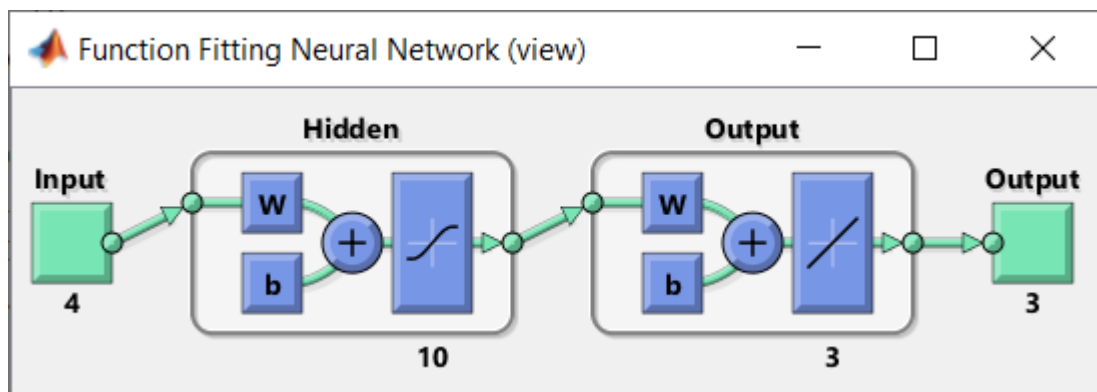 Function Fitting Neural Network (view)
Hidden
Output
Input
Output
W
W
b
b
4
3
10
3